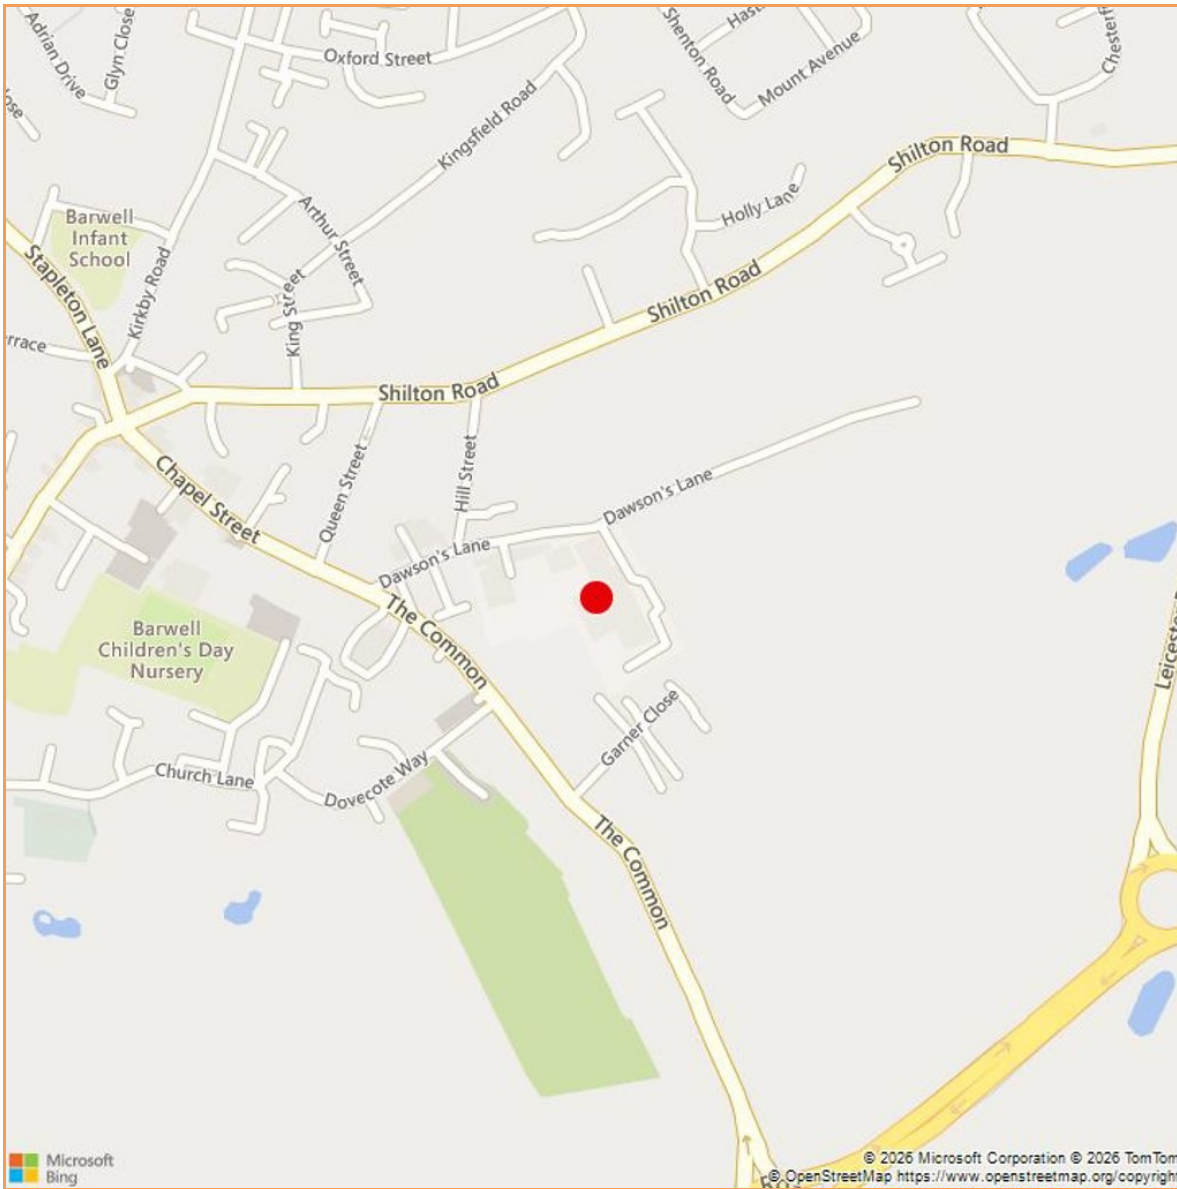 Adrian Drive
Glyn Close
Oxford Street
Shenton Road
Mount Avenue
Kingsfield Road
Shilton Road
Barwell
Infant
School
Arthur Street
Holly Lane
Stapleton Lane
Kirkby Road
King Street
Shilton Road
Shilton Road
Chapel Street
Queen Street
Hill Street
Dawson's Lane
Dawson's Lane
The Common
Barwell
Children's Day
Nursery
Garner Close
Church Lane
Dovecote Way
The Common
Microsoft
Bing
© 2026 Microsoft Corporation © 2026 TomTom
© OpenStreetMap https://www.openstreetmap.org/copyright